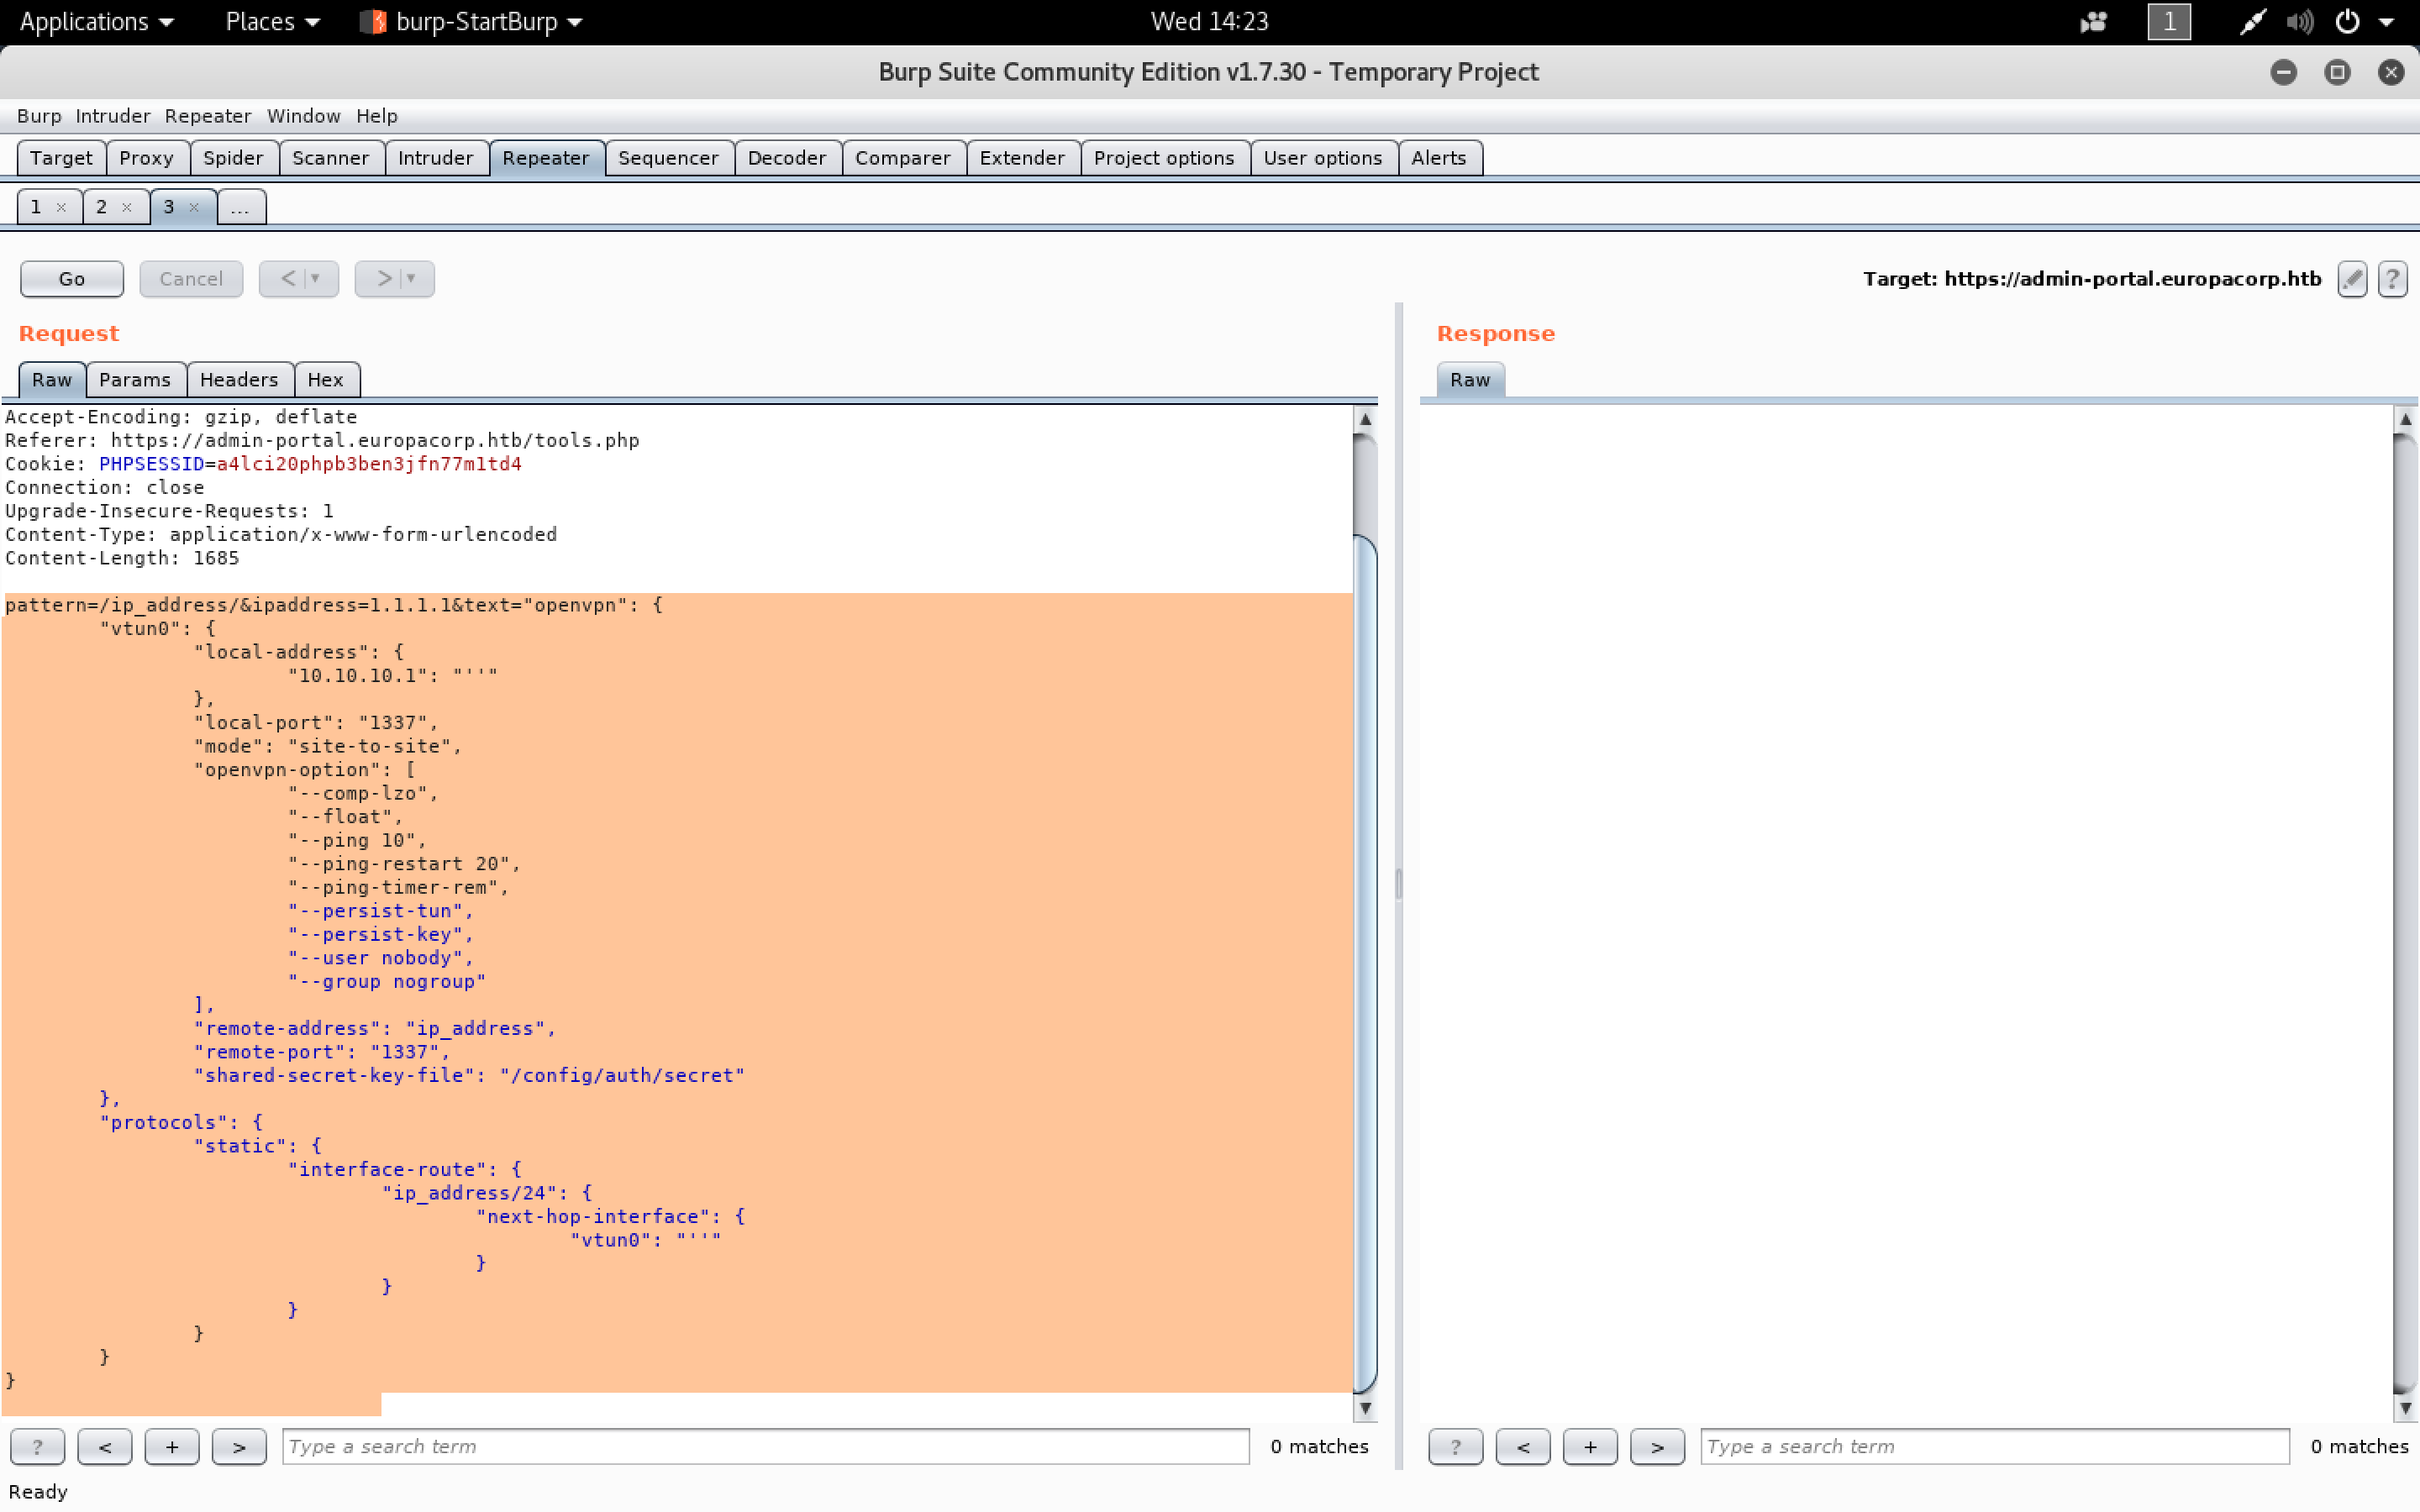 Applications Places burp-StartBurp Wed 14:23 1
Burp Suite Community Edition v1.7.30 - Temporary Project
Burp Intruder Repeater Window Help
Target Proxy Spider Scanner Intruder Repeater Sequencer Decoder Comparer Extender Project options User options Alerts
1 × 2 × 3 × ...
Go Cancel < > Target: https://admin-portal.europacorp.htb ?
Request
Raw Params Headers Hex
Accept-Encoding: gzip, deflate
Referer: https://admin-portal.europacorp.htb/tools.php
Cookie: PHPSESSID=a4lci20phpb3ben3jfn77m1td4
Connection: close
Upgrade-Insecure-Requests: 1
Content-Type: application/x-www-form-urlencoded
Content-Length: 1685
pattern=/ip_address/&ipaddress=1.1.1.1&text="openvpn": {
"vtun0": {
"local-address": {
"10.10.10.1": "''"
},
"local-port": "1337",
"mode": "site-to-site",
"openvpn-option": [
"--comp-lzo",
"--float",
"--ping 10",
"--ping-restart 20",
"--ping-timer-rem",
"--persist-tun",
"--persist-key",
"--user nobody",
"--group nogroup"
],
"remote-address": "ip_address",
"remote-port": "1337",
"shared-secret-key-file": "/config/auth/secret"
},
"protocols": {
"static": {
"interface-route": {
"ip_address/24": {
"next-hop-interface": {
"vtun0": "''"
}
}
}
}
}
}
? < + > Type a search term 0 matches
Response
Raw
? < + > Type a search term 0 matches
Ready